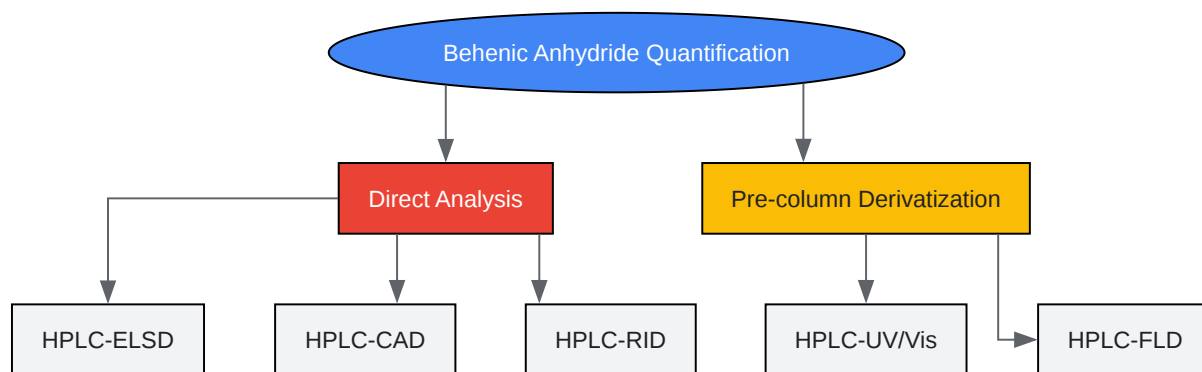 Behenic Anhydride Quantification
Direct Analysis
Pre-column Derivatization
HPLC-ELSD
HPLC-CAD
HPLC-RID
HPLC-UV/Vis
HPLC-FLD